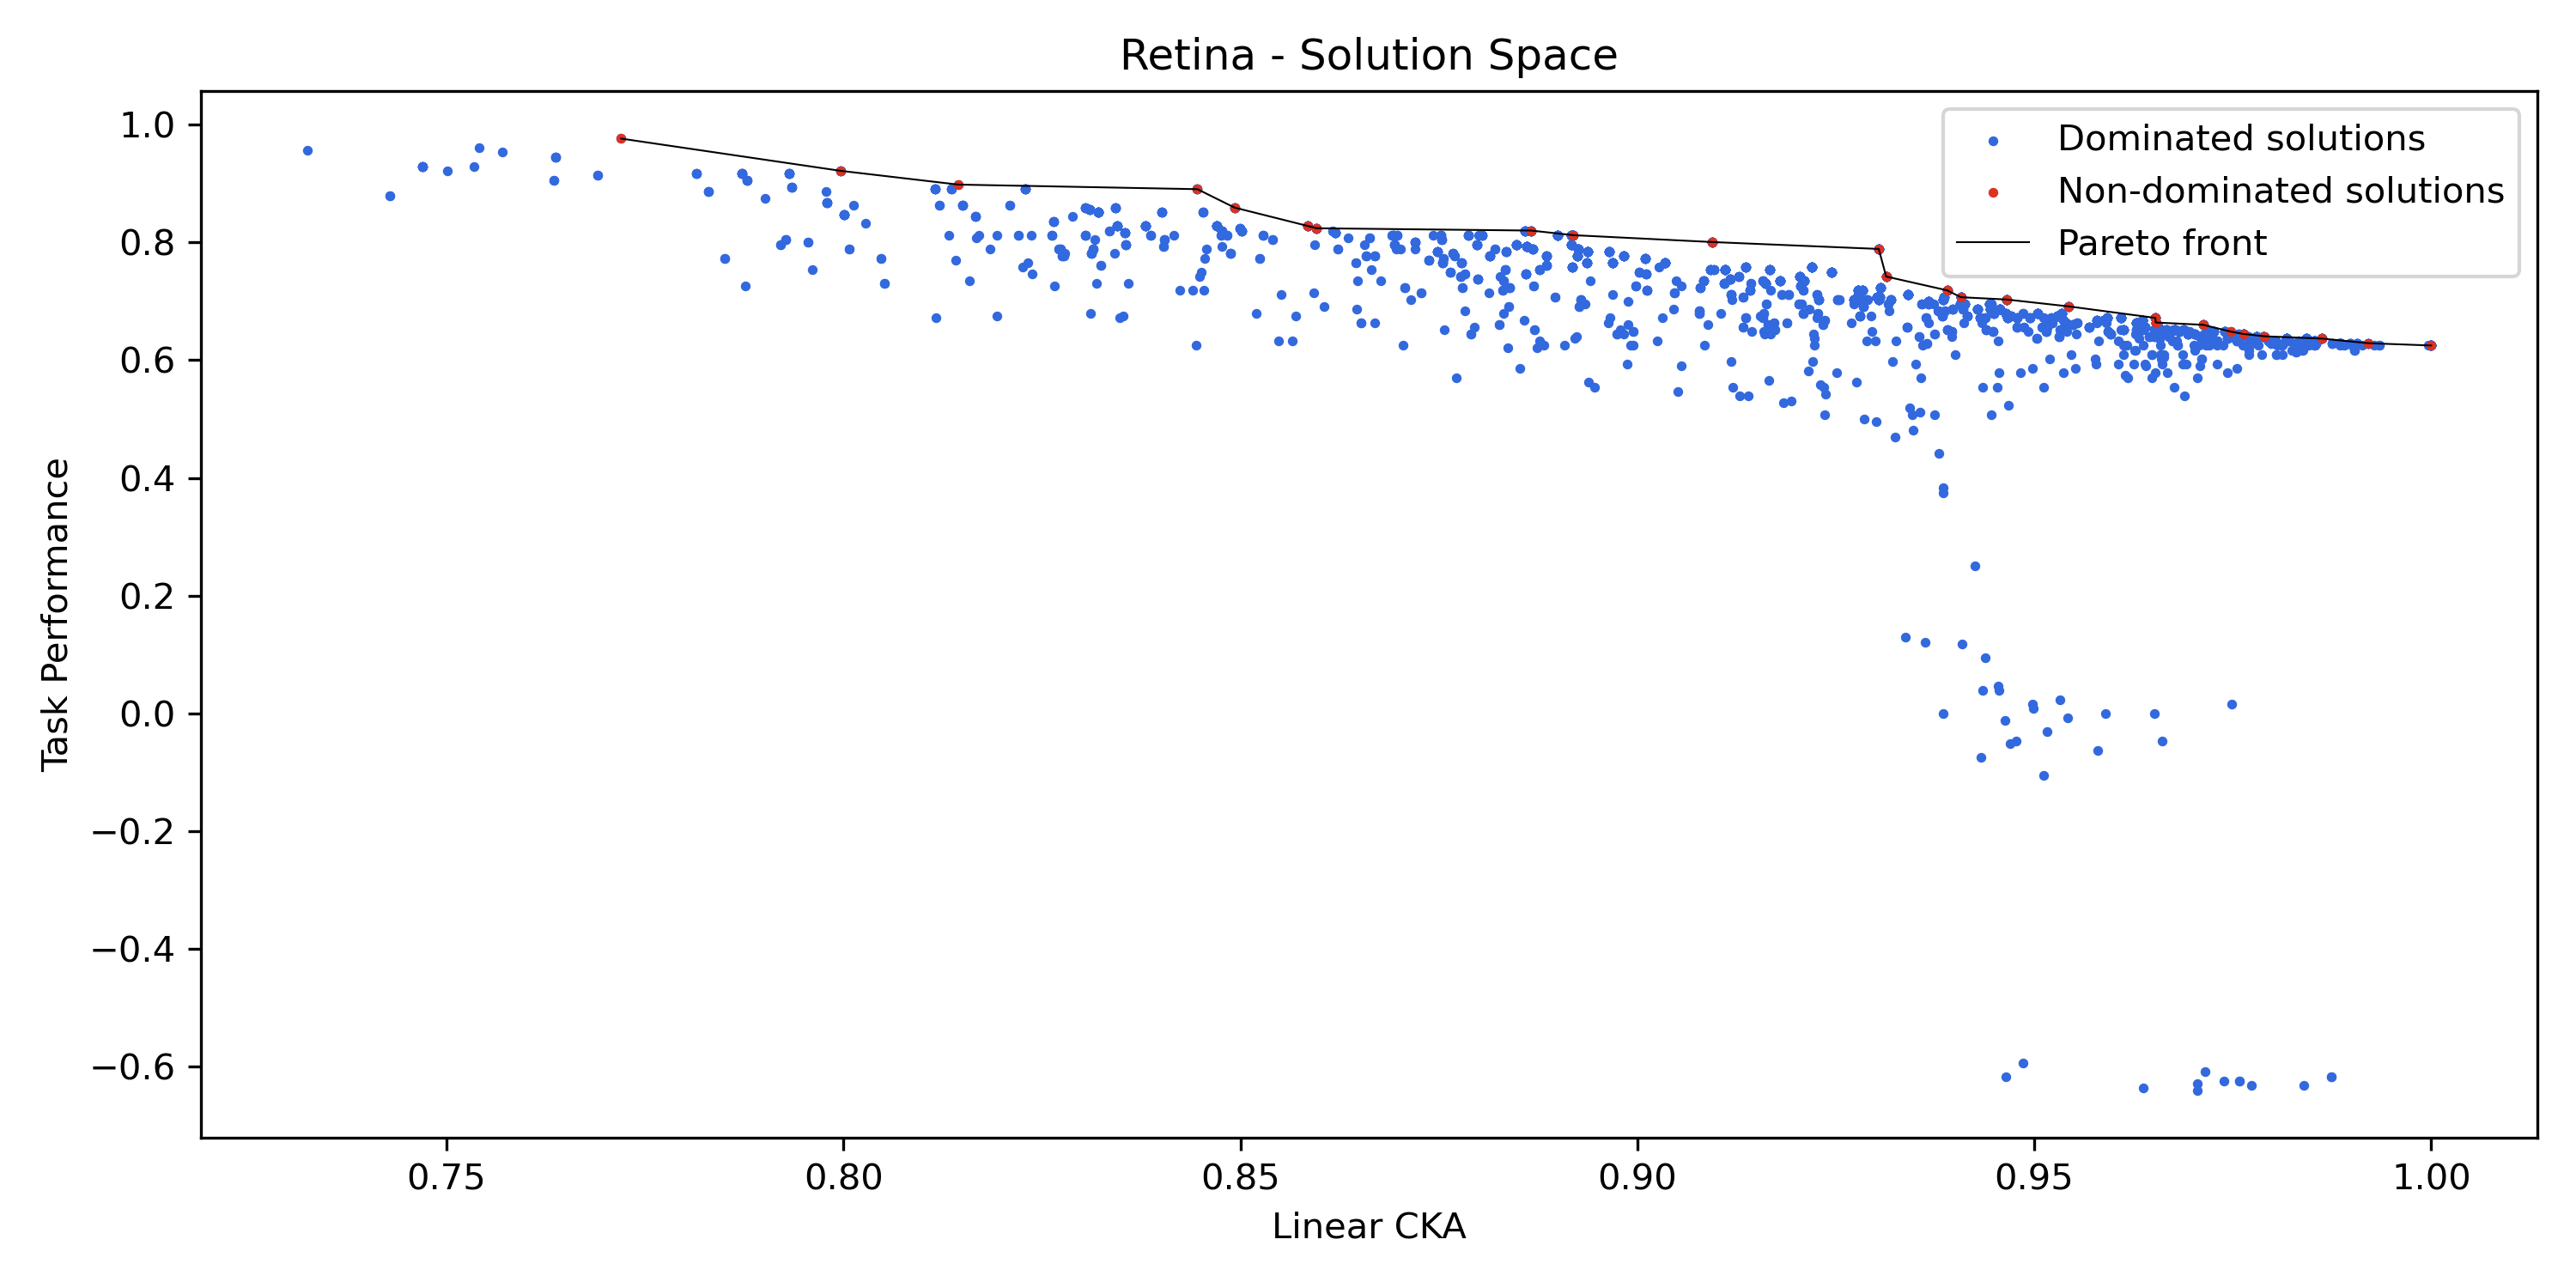 Retina - Solution Space
Dominated solutions
Non-dominated solutions
Pareto front
Task Performance
1.0
0.8
0.6
0.4
0.2
0.0
−0.2
−0.4
−0.6
0.75 0.80 0.85 0.90 0.95 1.00
Linear CKA